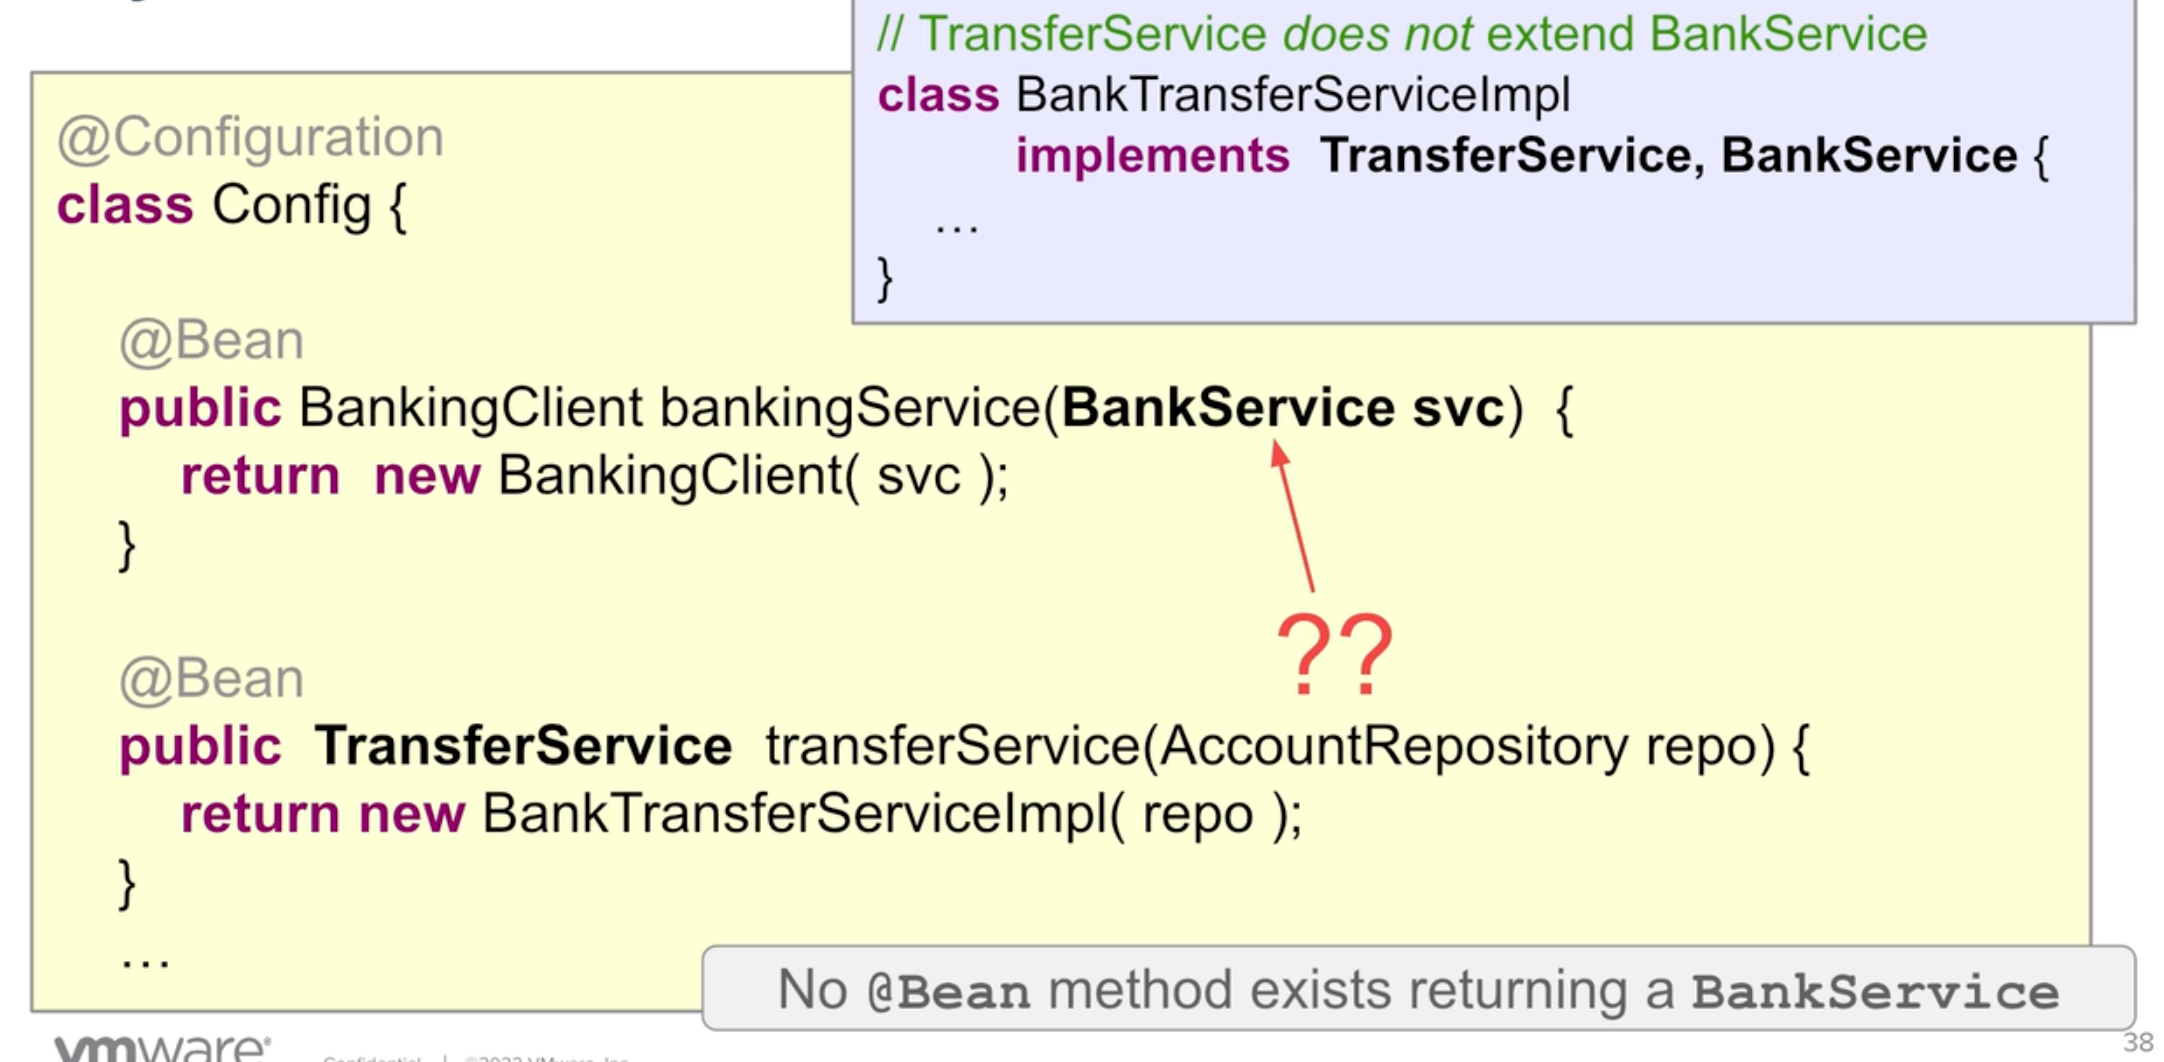 // TransferService does not extend BankService
class BankTransferServiceImpl
implements TransferService, BankService {
...
}
@Configuration
class Config {
@Bean
public BankingClient bankingService(BankService svc) {
return new BankingClient( svc );
}
??
@Bean
public TransferService transferService(AccountRepository repo) {
return new BankTransferServiceImpl( repo );
}
...
No @Bean method exists returning a BankService
vmware®
Confidential | ©2022 VMware, Inc.
38